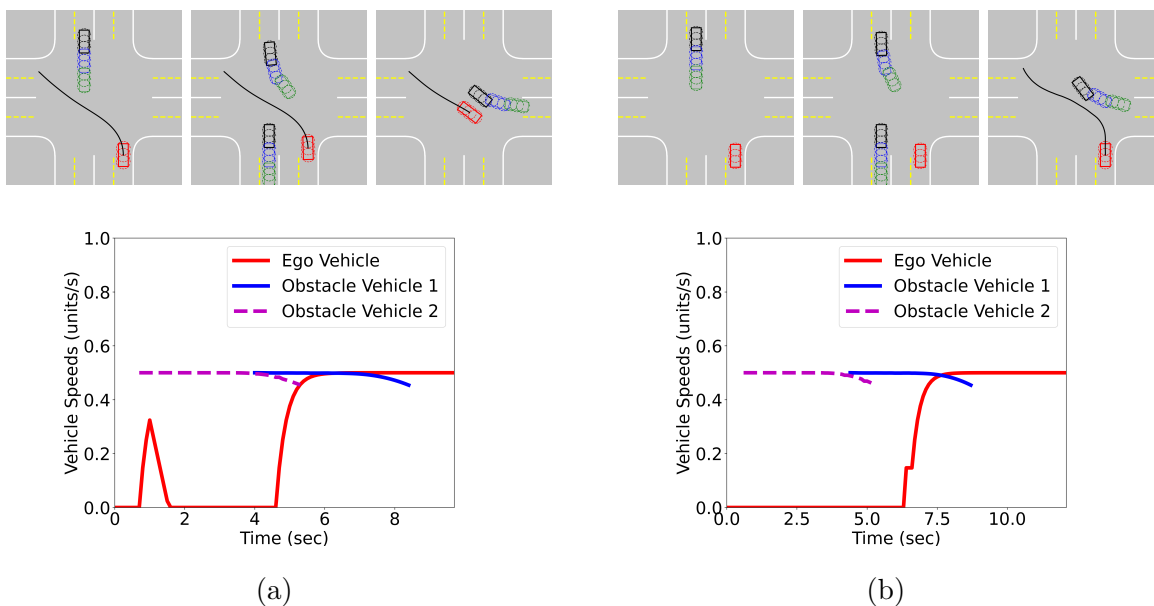 1.0
0.8
0.6
0.4
0.2
0.0
Vehicle Speeds (units/s)
Ego Vehicle
Obstacle Vehicle 1
Obstacle Vehicle 2
0 2 4 6 8
Time (sec)
(a)
1.0
0.8
0.6
0.4
0.2
0.0
Vehicle Speeds (units/s)
Ego Vehicle
Obstacle Vehicle 1
Obstacle Vehicle 2
0.0 2.5 5.0 7.5 10.0
Time (sec)
(b)